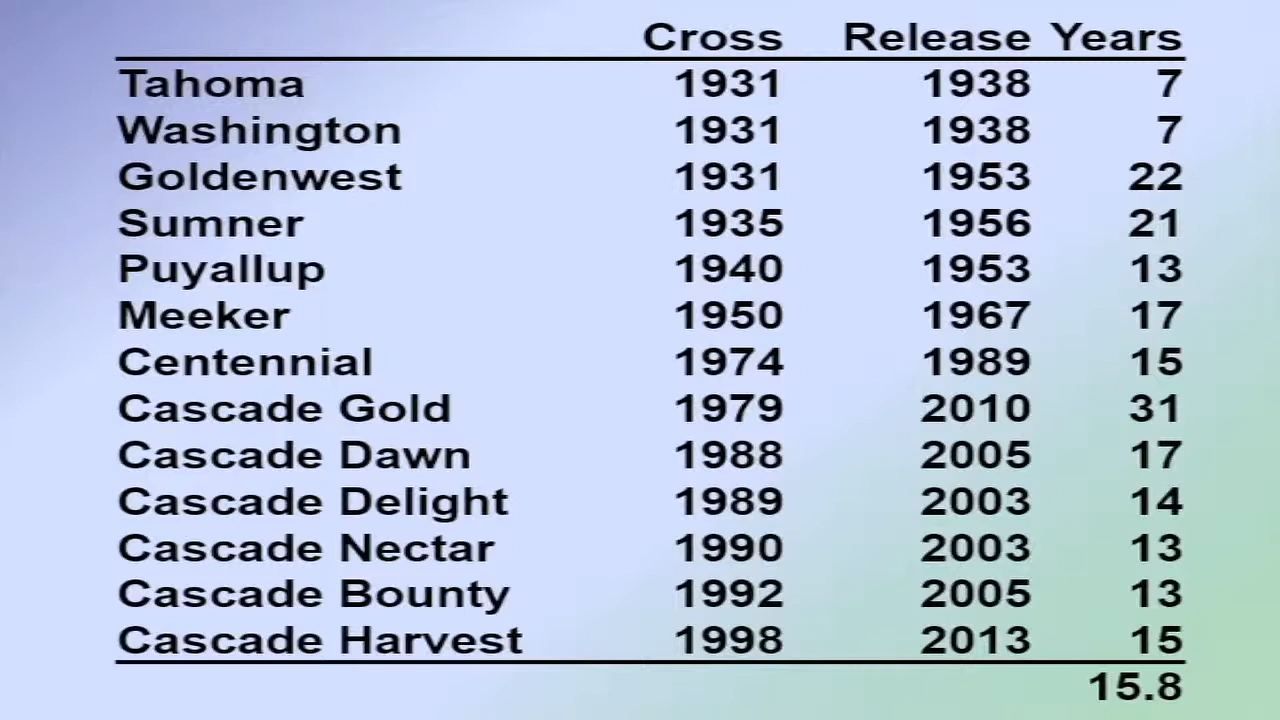 Cross Release Years
Tahoma 1931 1938 7
Washington 1931 1938 7
Goldenwest 1931 1953 22
Sumner 1935 1956 21
Puyallup 1940 1953 13
Meeker 1950 1967 17
Centennial 1974 1989 15
Cascade Gold 1979 2010 31
Cascade Dawn 1988 2005 17
Cascade Delight 1989 2003 14
Cascade Nectar 1990 2003 13
Cascade Bounty 1992 2005 13
Cascade Harvest 1998 2013 15
15.8